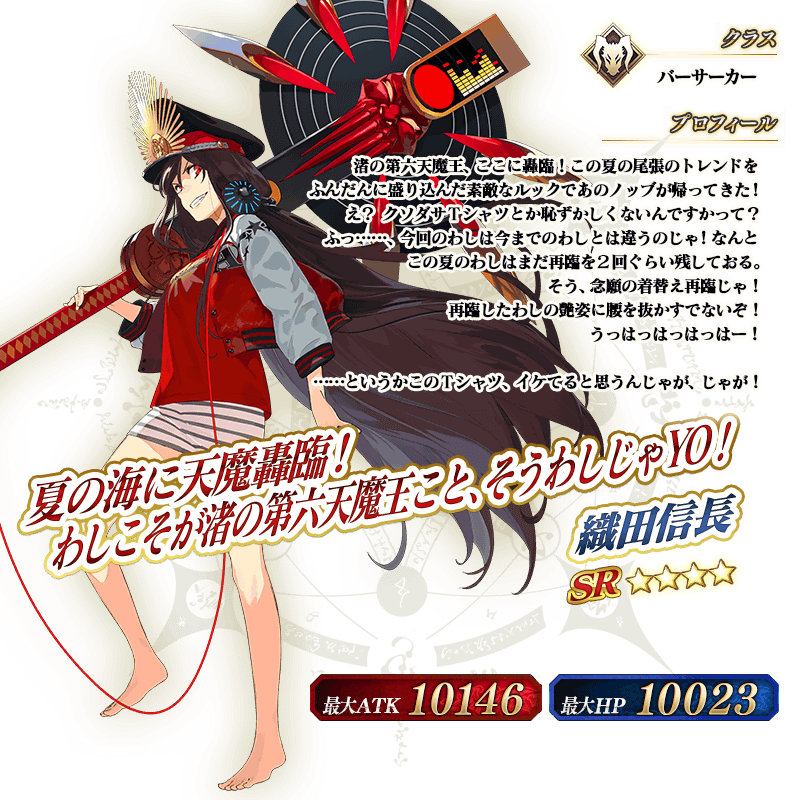 クラス
バーサーカー
プロフィール
渚の第六天魔王、ここに轟臨！この夏の尾張のトレンドを
ふんだんに盛り込んだ素敵なルックであのノッブが帰ってきた！
え？ クソダサTシャツとか恥ずかしくないんですかって？
ふっ……、今回のわしは今までのわしとは違うのじゃ！なんと
この夏のわしはまだ再臨を２回ぐらい残しておる。
そう、念願の着替え再臨じゃ！
再臨したわしの艶姿に腰を抜かすでないぞ！
うっはっはっはっはー！
……というかこのTシャツ、イケてると思うんじゃが、じゃが！
夏の海に天魔轟臨！
わしこそが渚の第六天魔王こと、そうわしじゃYO！
織田信長
SR ☆☆☆☆
最大ATK 10146
最大HP 10023